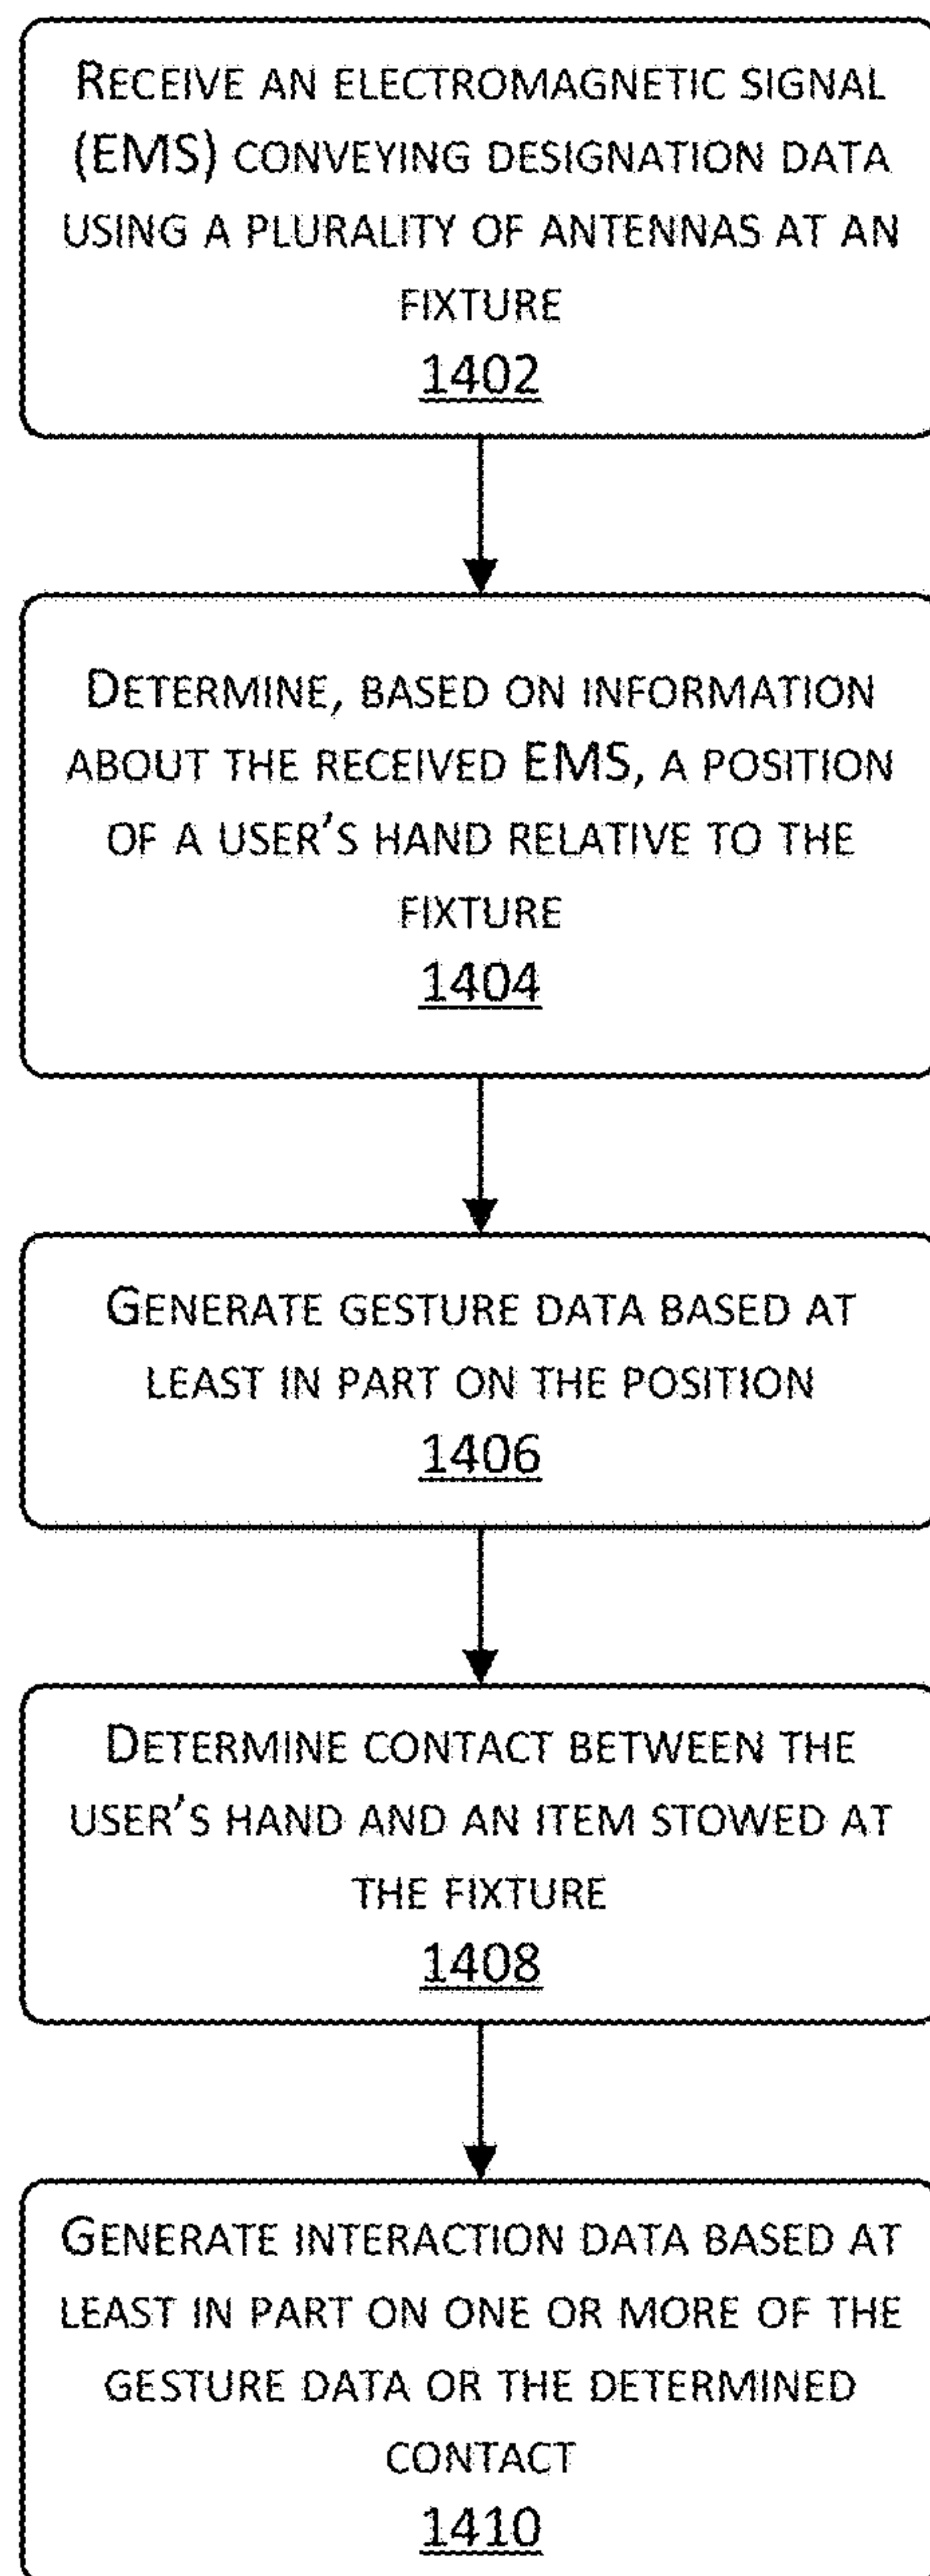 RECEIVE AN ELECTROMAGNETIC SIGNAL
(EMS) CONVEYING DESIGNATION DATA
USING A PLURALITY OF ANTENNAS AT AN
FIXTURE
1402
DETERMINE, BASED ON INFORMATION
ABOUT THE RECEIVED EMS, A POSITION
OF A USER'S HAND RELATIVE TO THE
FIXTURE
1404
GENERATE GESTURE DATA BASED AT
LEAST IN PART ON THE POSITION
1406
DETERMINE CONTACT BETWEEN THE
USER'S HAND AND AN ITEM STOWED AT
THE FIXTURE
1408
GENERATE INTERACTION DATA BASED AT
LEAST IN PART ON ONE OR MORE OF THE
GESTURE DATA OR THE DETERMINED
CONTACT
1410